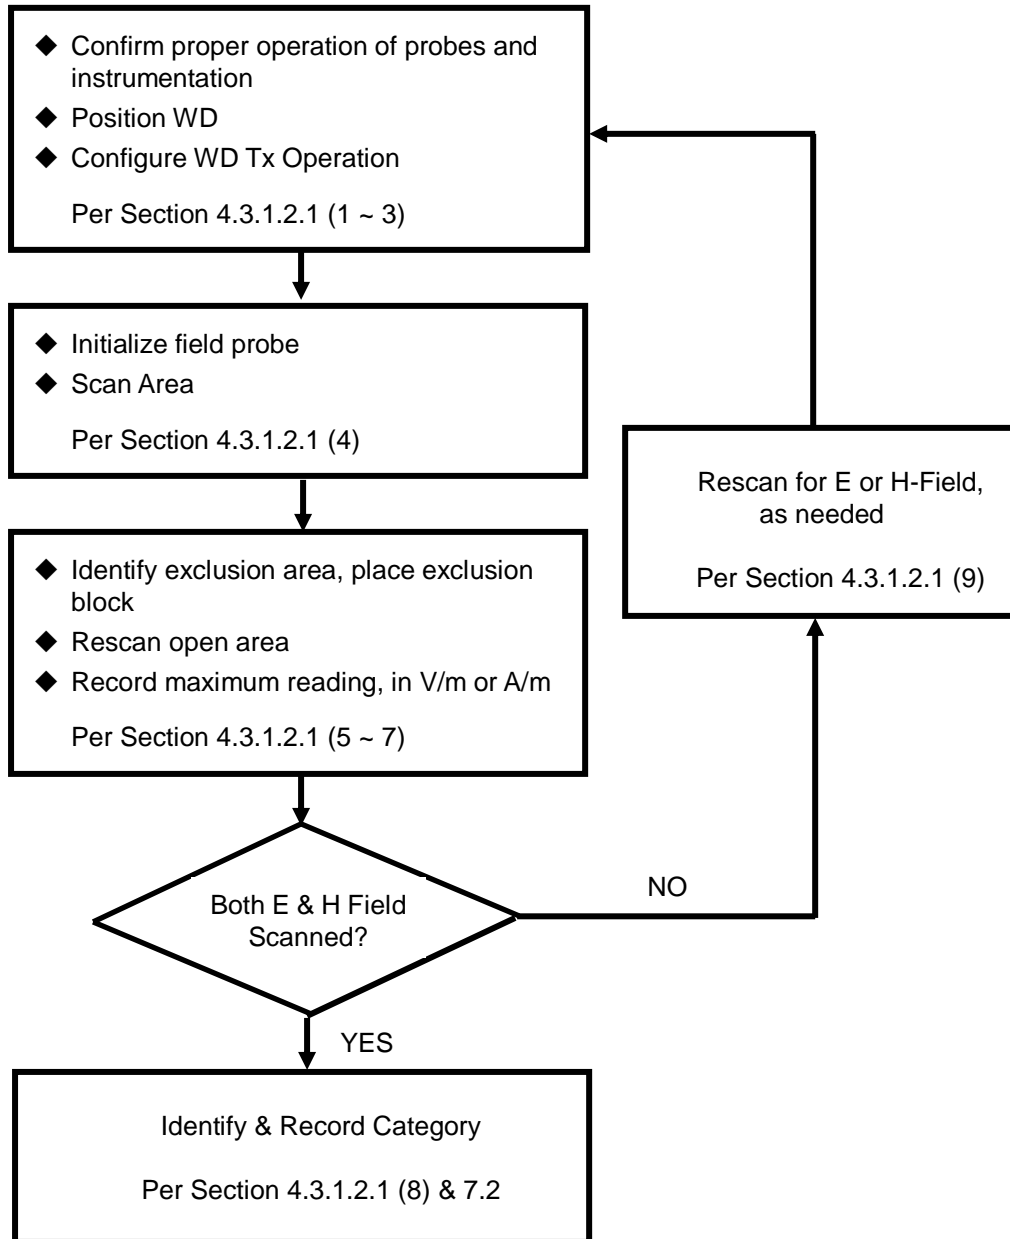 ◆ Confirm proper operation of probes and
instrumentation
◆ Position WD
◆ Configure WD Tx Operation
Per Section 4.3.1.2.1 (1 ~ 3)
◆ Initialize field probe
◆ Scan Area
Per Section 4.3.1.2.1 (4)
◆ Identify exclusion area, place exclusion
block
◆ Rescan open area
◆ Record maximum reading, in V/m or A/m
Per Section 4.3.1.2.1 (5 ~ 7)
Both E & H Field
Scanned?
NO
Rescan for E or H-Field,
as needed
Per Section 4.3.1.2.1 (9)
YES
Identify & Record Category
Per Section 4.3.1.2.1 (8) & 7.2